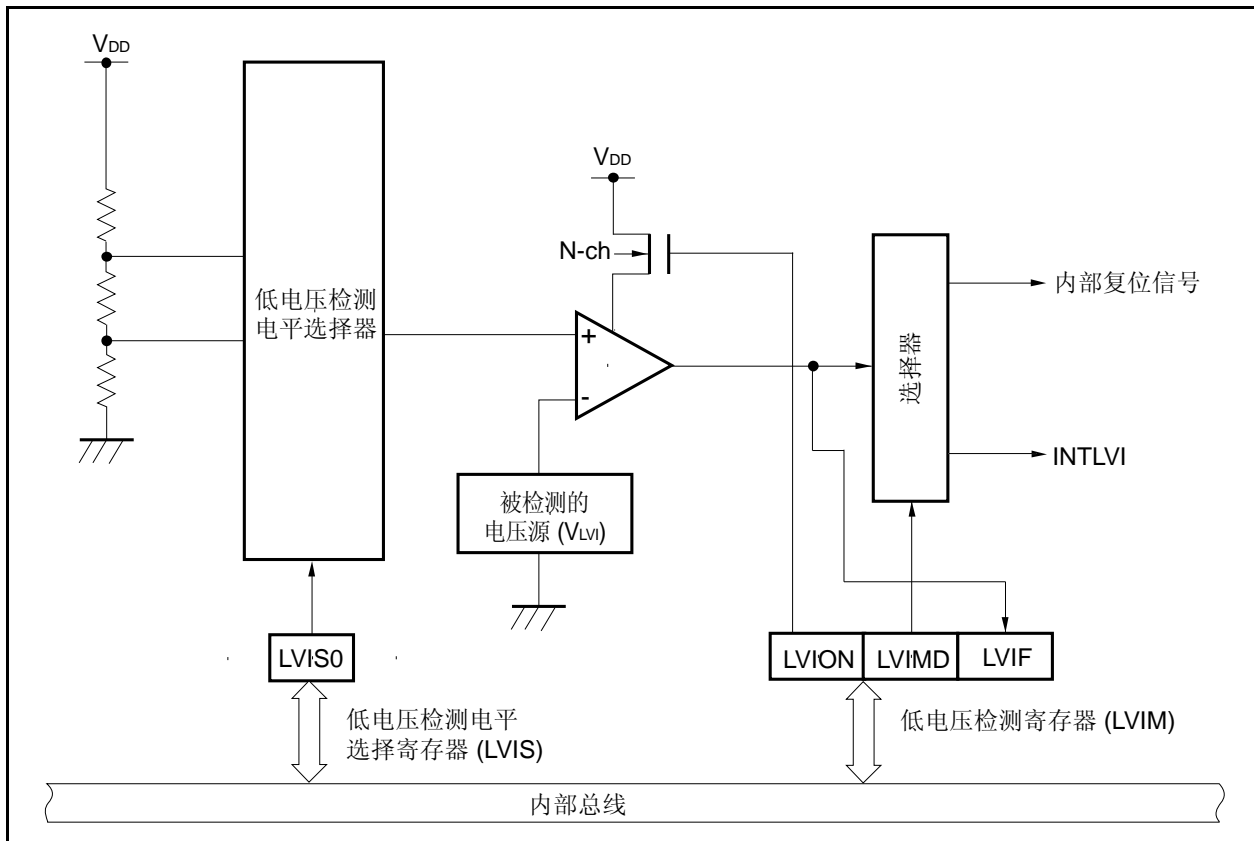 VDD
VDD
N-ch
低电压检测
电平选择器
+
-
选择器
内部复位信号
INTLVI
被检测的
电压源 (VLVI)
LVIS0
LVION
LVIMD
LVIF
低电压检测电平
选择寄存器 (LVIS)
低电压检测寄存器 (LVIM)
内部总线